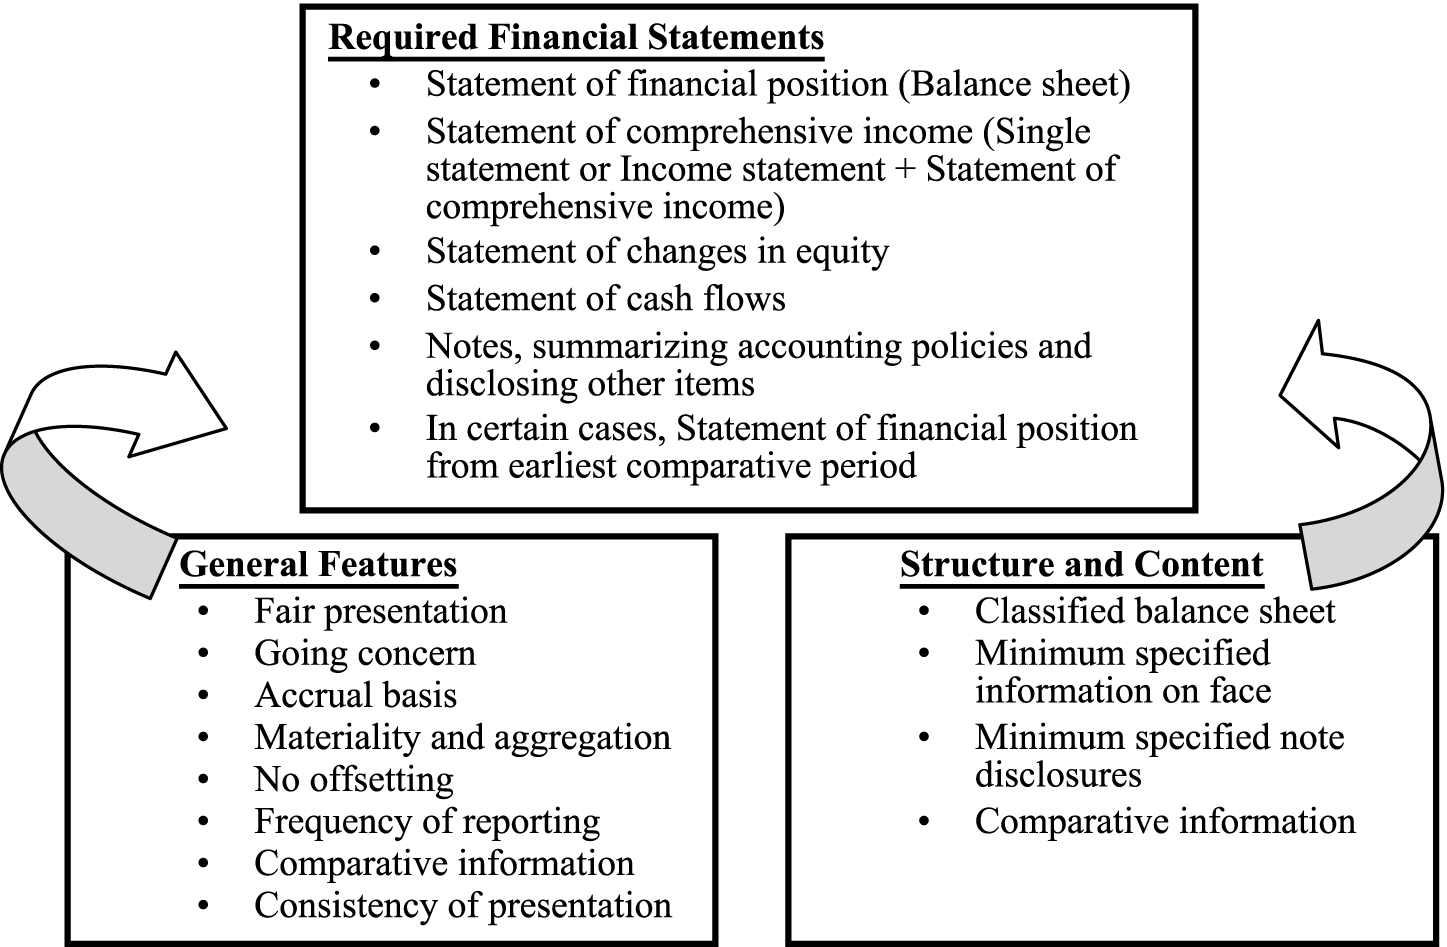 Required Financial Statements
• Statement of financial position (Balance sheet)
• Statement of comprehensive income (Single
statement or Income statement + Statement of
comprehensive income)
• Statement of changes in equity
• Statement of cash flows
• Notes, summarizing accounting policies and
disclosing other items
• In certain cases, Statement of financial position
from earliest comparative period
General Features
• Fair presentation
• Going concern
• Accrual basis
• Materiality and aggregation
• No offsetting
• Frequency of reporting
• Comparative information
• Consistency of presentation
Structure and Content
• Classified balance sheet
• Minimum specified
information on face
• Minimum specified note
disclosures
• Comparative information